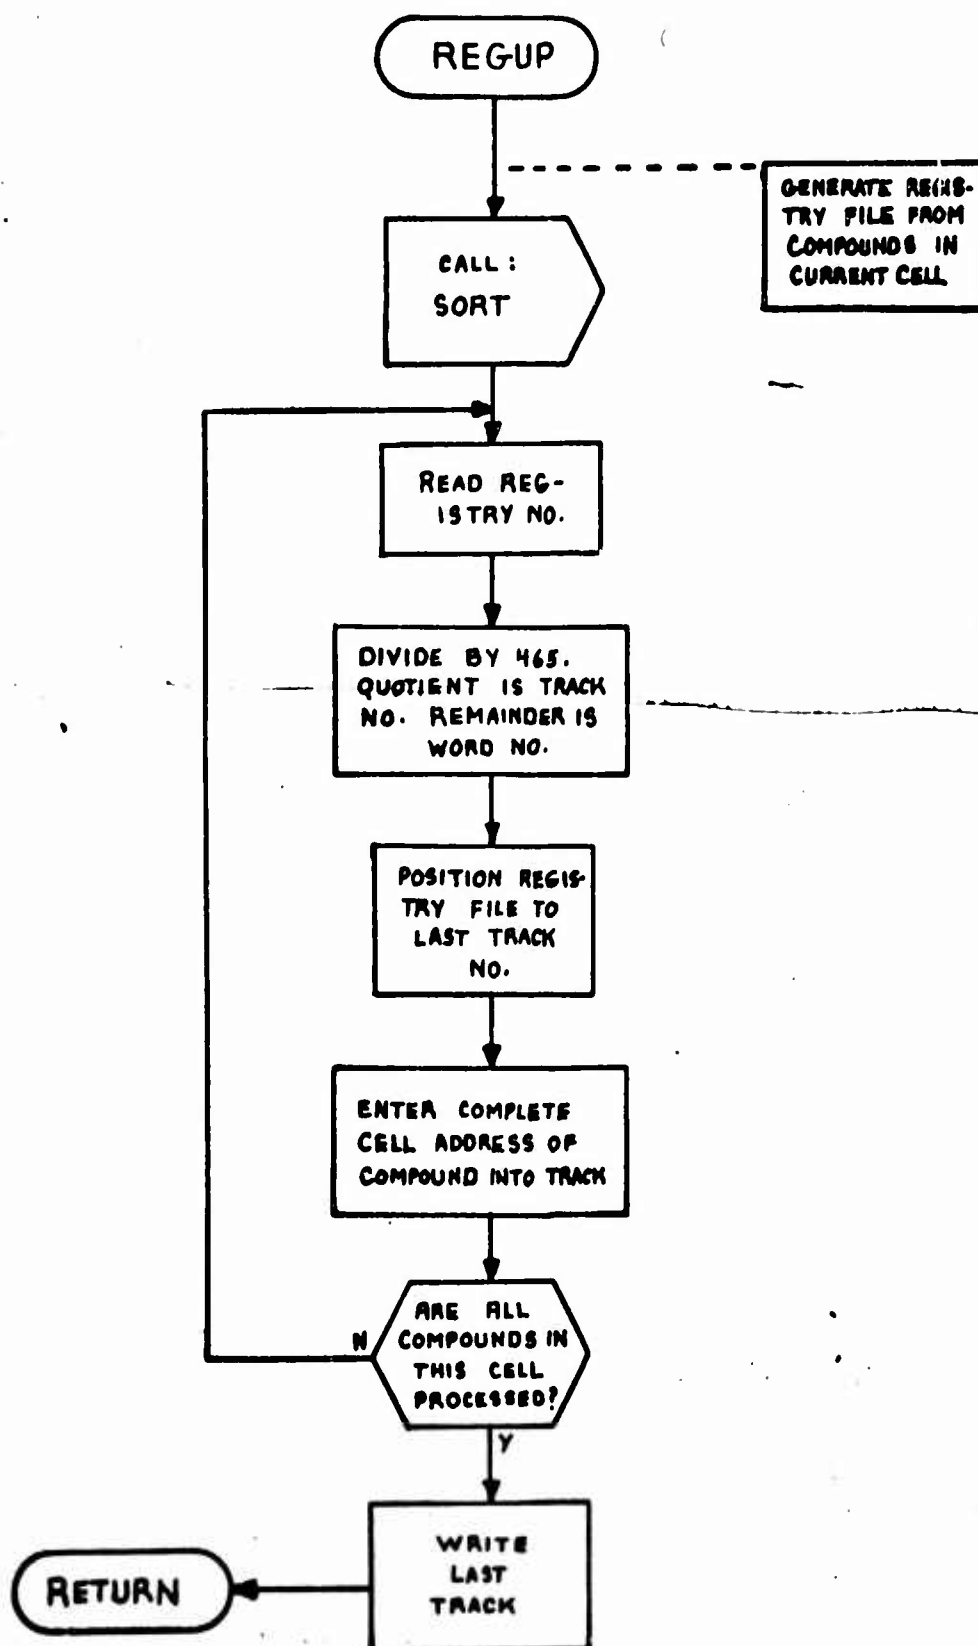 REGUP
GENERATE REGIS-
TRY FILE FROM
COMPOUNDS IN
CURRENT CELL
CALL:
SORT
READ REG-
ISTRY NO.
DIVIDE BY 465.
QUOTIENT IS TRACK
NO. REMAINDER IS
WORD NO.
POSITION REGIS-
TRY FILE TO
LAST TRACK
NO.
ENTER COMPLETE
CELL ADDRESS OF
COMPOUND INTO TRACK
ARE ALL
N COMPOUNDS IN
THIS CELL
PROCESSED?
Y
WRITE
LAST
TRACK
RETURN